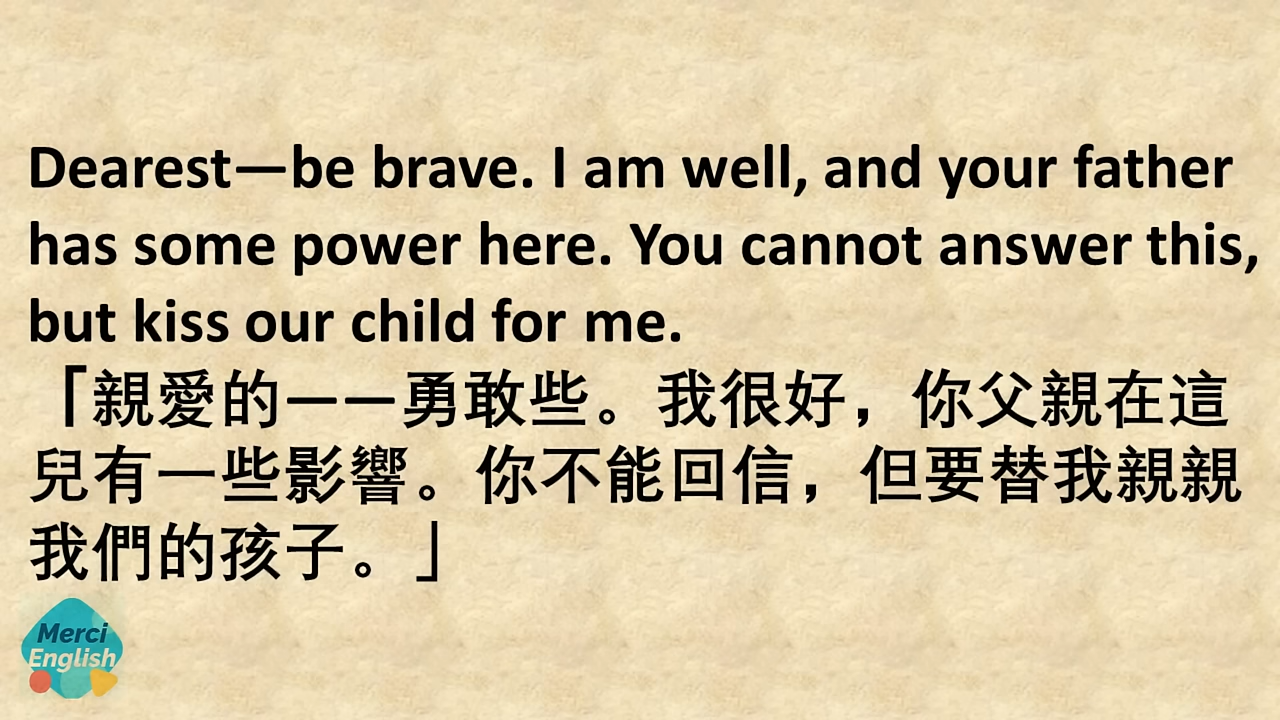 Dearest—be brave. I am well, and your father
has some power here. You cannot answer this,
but kiss our child for me.
「親愛的——勇敢些。我很好，你父親在這
兒有一些影響。你不能回信，但要替我親親
我們的孩子。」
Merci
English